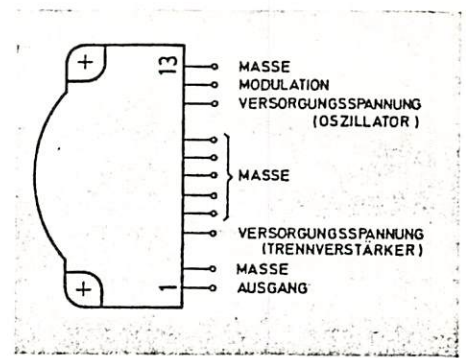 13
MASSE
MODULATION
VERSORGUNGSSPANNUNG
(OSZILLATOR)
MASSE
VERSORGUNGSSPANNUNG
(TRENNVERSTÄRKER)
MASSE
1
AUSGANG